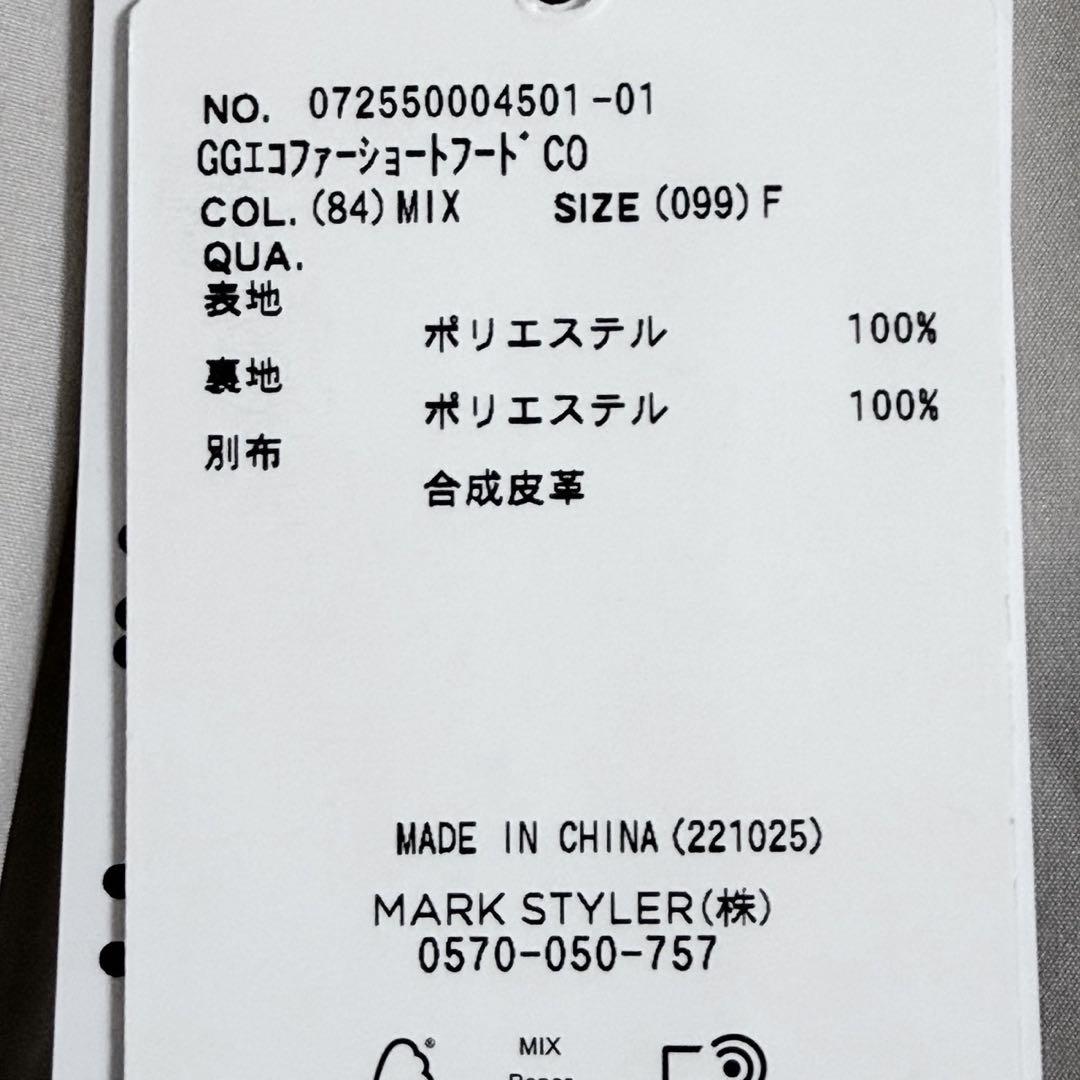 NO. 072550004501-01
GGｴｺﾌｧｰｼｮｰﾄﾌｰﾄﾞCO
COL.(84)MIX SIZE(099)F
QUA.
表地
ポリエステル 100%
裏地
ポリエステル 100%
別布
合成皮革
MADE IN CHINA(221025)
MARK STYLER(株)
0570-050-757
MIX